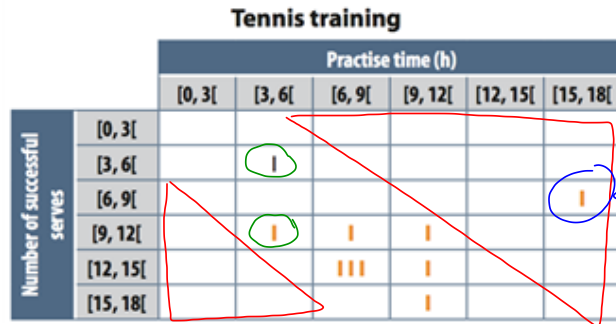 Tennis training
Practise time (h)
[0, 3[ [3, 6[ [6, 9[ [9, 12[ [12, 15[ [15, 18[
Number of successful serves
[0, 3[
[3, 6[ I
[6, 9[ I
[9, 12[ I I I
[12, 15[ III I
[15, 18[ I